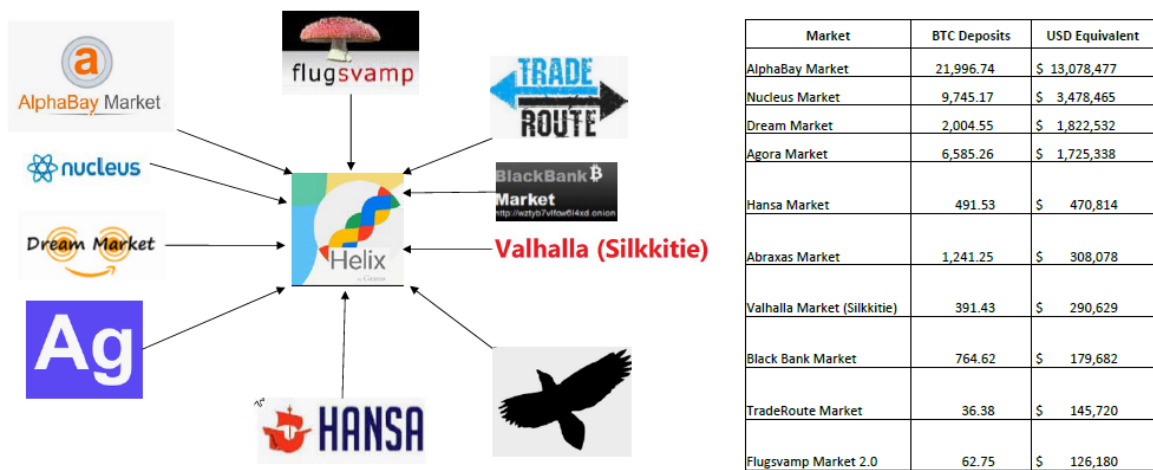 a
AlphaBay Market
flugsvamp
TRADE
ROUTE
nucleus
BlackBank ₿
Market
Dream Market
Helix
Valhalla (Silkkitie)
Ag
HANSA
Market BTC Deposits USD Equivalent
AlphaBay Market 21,996.74 $ 13,078,477
Nucleus Market 9,745.17 $ 3,478,465
Dream Market 2,004.55 $ 1,822,532
Agora Market 6,585.26 $ 1,725,338
Hansa Market 491.53 $ 470,814
Abraxas Market 1,241.25 $ 308,078
Valhalla Market (Silkkitie) 391.43 $ 290,629
Black Bank Market 764.62 $ 179,682
TradeRoute Market 36.38 $ 145,720
Flugsvamp Market 2.0 62.75 $ 126,180